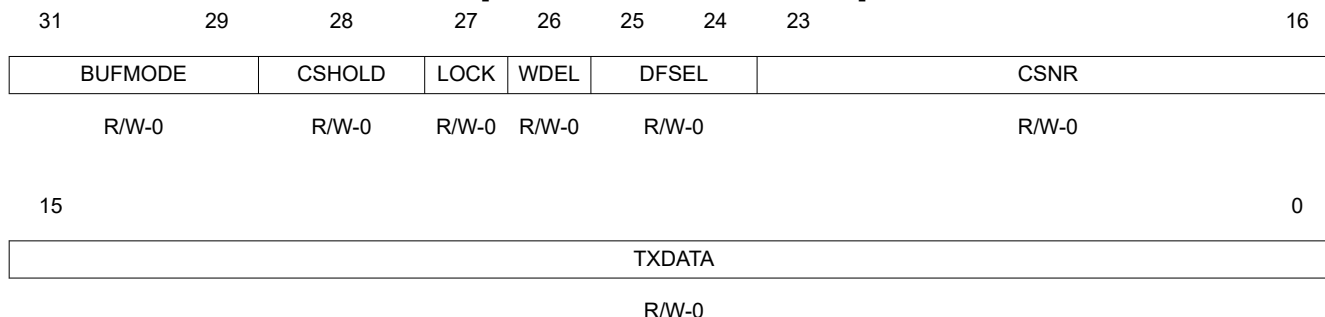 31 29 28 27 26 25 24 23 16
BUFMODE CSHOLD LOCK WDEL DFSEL CSNR
R/W-0 R/W-0 R/W-0 R/W-0 R/W-0 R/W-0
15 0
TXDATA
R/W-0